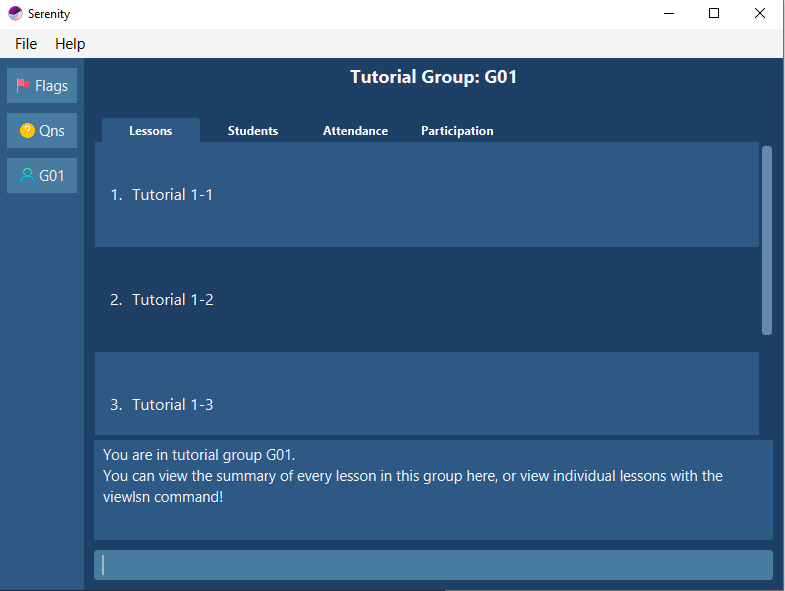 Serenity
File Help
Tutorial Group: G01
Flags
Qns
G01
Lessons Students Attendance Participation
1. Tutorial 1-1
2. Tutorial 1-2
3. Tutorial 1-3
You are in tutorial group G01.
You can view the summary of every lesson in this group here, or view individual lessons with the
viewlsn command!